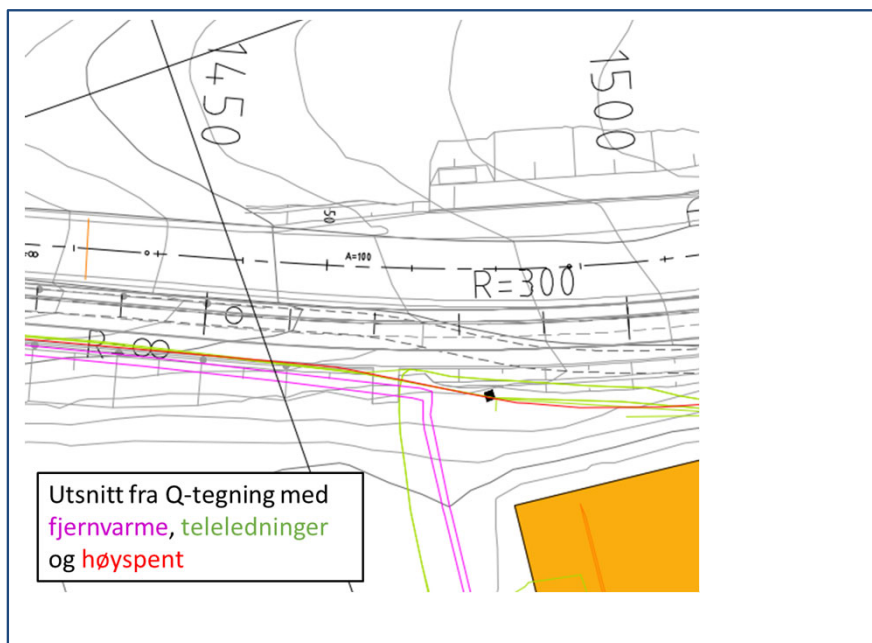 1450
1500
50
A=100
R=300
R=∞
Utsnitt fra Q-tegning med
fjernvarme, teleledninger
og høyspent